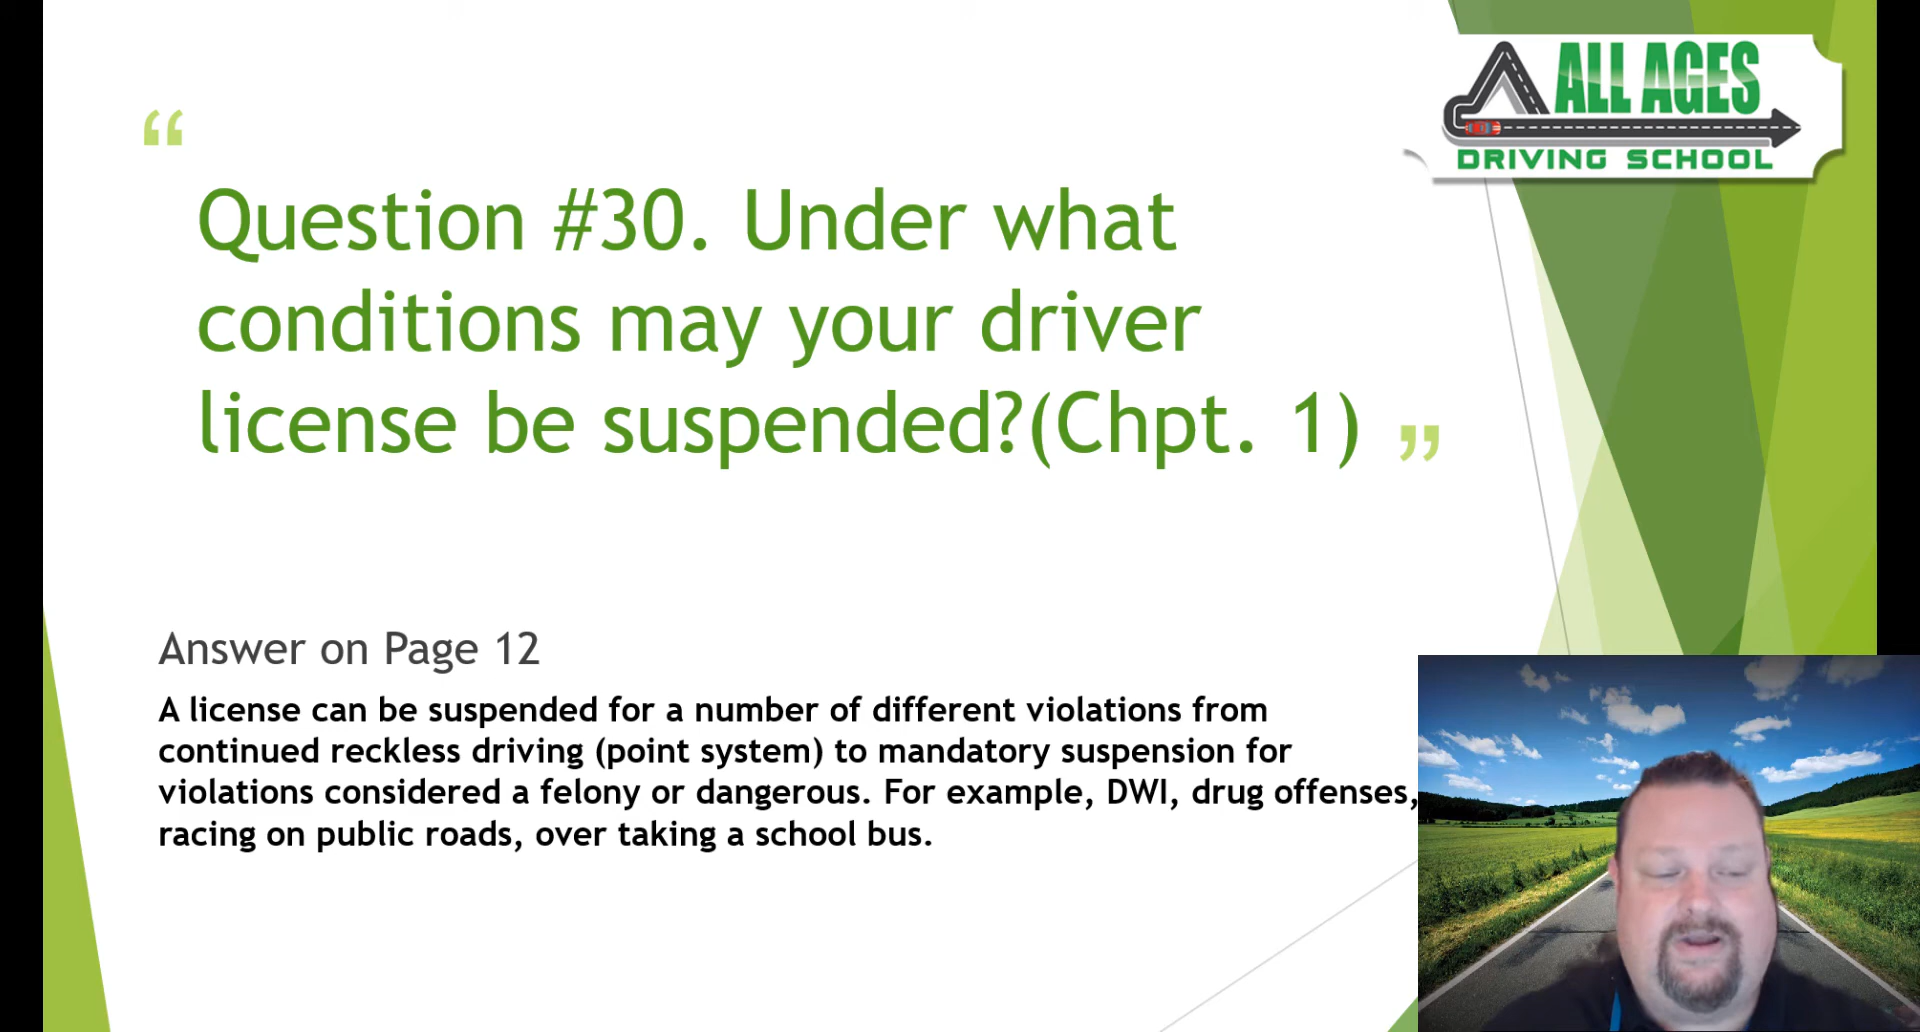 ALL AGES
DRIVING SCHOOL
“
Question #30. Under what
conditions may your driver
license be suspended?(Chpt. 1)
”
Answer on Page 12
A license can be suspended for a number of different violations from
continued reckless driving (point system) to mandatory suspension for
violations considered a felony or dangerous. For example, DWI, drug offenses,
racing on public roads, over taking a school bus.